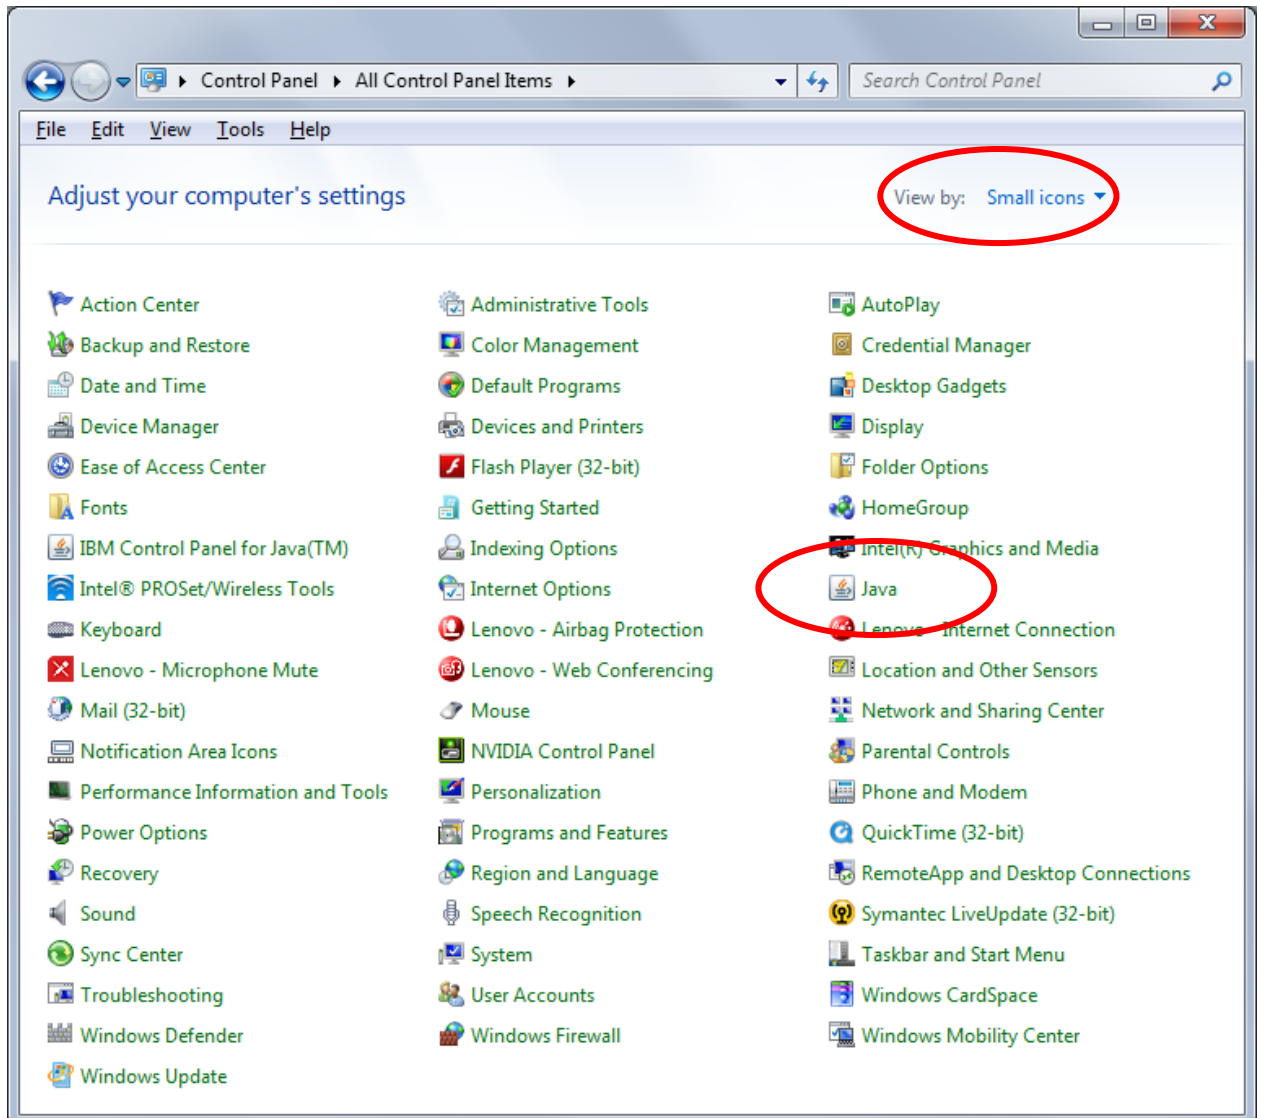 Control Panel All Control Panel Items Search Control Panel
File Edit View Tools Help
Adjust your computer's settings View by: Small icons
Action Center Administrative Tools AutoPlay
Backup and Restore Color Management Credential Manager
Date and Time Default Programs Desktop Gadgets
Device Manager Devices and Printers Display
Ease of Access Center Flash Player (32-bit) Folder Options
Fonts Getting Started HomeGroup
IBM Control Panel for Java(TM) Indexing Options Intel(R) Graphics and Media
Intel® PROSet/Wireless Tools Internet Options Java
Keyboard Lenovo - Airbag Protection Lenovo - Internet Connection
Lenovo - Microphone Mute Lenovo - Web Conferencing Location and Other Sensors
Mail (32-bit) Mouse Network and Sharing Center
Notification Area Icons NVIDIA Control Panel Parental Controls
Performance Information and Tools Personalization Phone and Modem
Power Options Programs and Features QuickTime (32-bit)
Recovery Region and Language RemoteApp and Desktop Connections
Sound Speech Recognition Symantec LiveUpdate (32-bit)
Sync Center System Taskbar and Start Menu
Troubleshooting User Accounts Windows CardSpace
Windows Defender Windows Firewall Windows Mobility Center
Windows Update